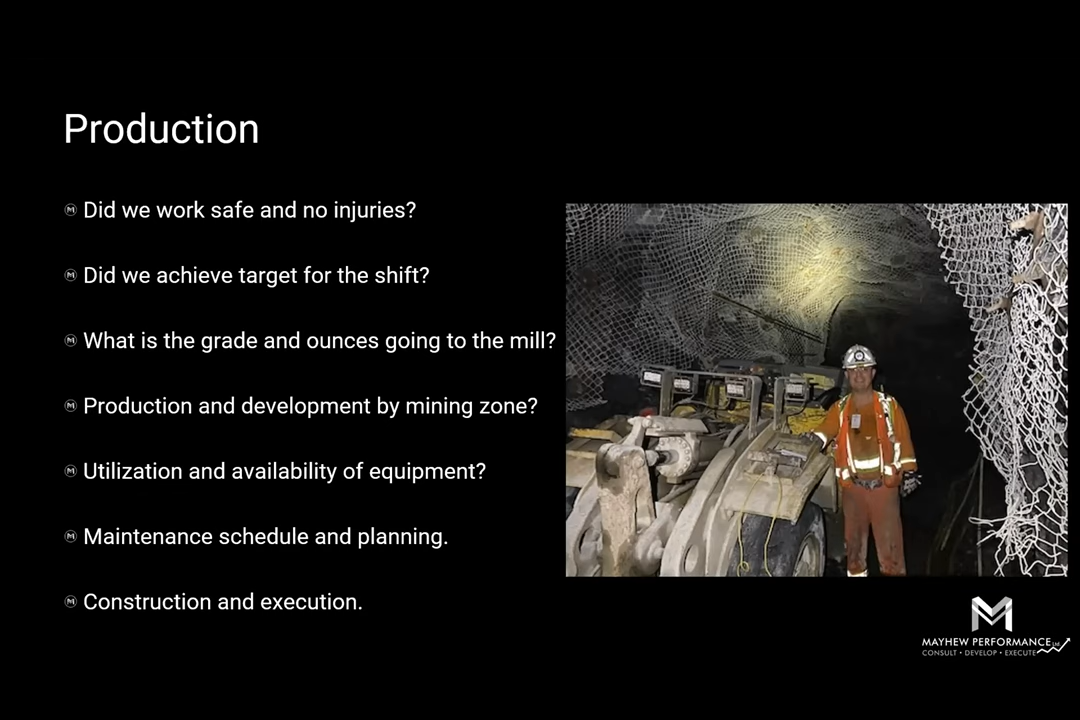 Production
Did we work safe and no injuries?
Did we achieve target for the shift?
What is the grade and ounces going to the mill?
Production and development by mining zone?
Utilization and availability of equipment?
Maintenance schedule and planning.
Construction and execution.
M
MAYHEW PERFORMANCE Ltd
CONSULT • DEVELOP • EXECUTE